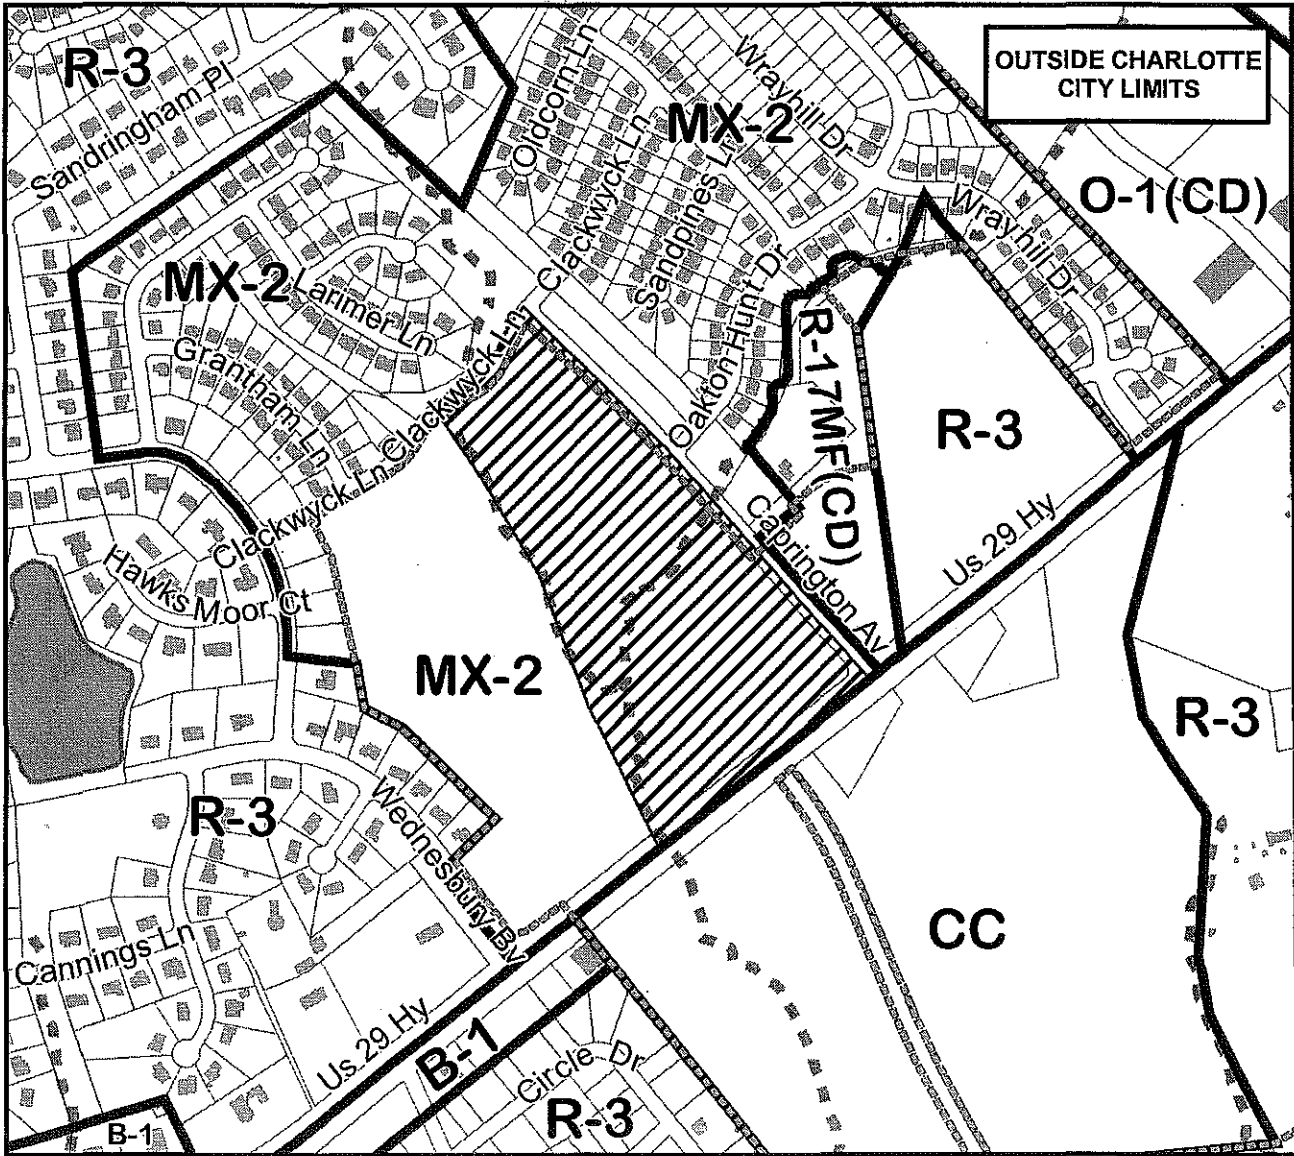 R-3
Sandringham Pl
Oldcorn Ln
MX-2
Wrayhill Dr
OUTSIDE CHARLOTTE
CITY LIMITS
O-1(CD)
Clackwyck Ln
Sandpines Ln
Wrayhill Dr
MX-2
Larimer Ln
Oakton Hunt Dr
Grantham Ln
Clackwyck Ln
R-17MF(CD)
R-3
Clackwyck Ln
Caprington Av
Us 29 Hy
Hawks Moor Ct
MX-2
R-3
R-3
Wednesbury Bv
CC
Cannings Ln
Us 29 Hy
B-1
Circle Dr
R-3
B-1